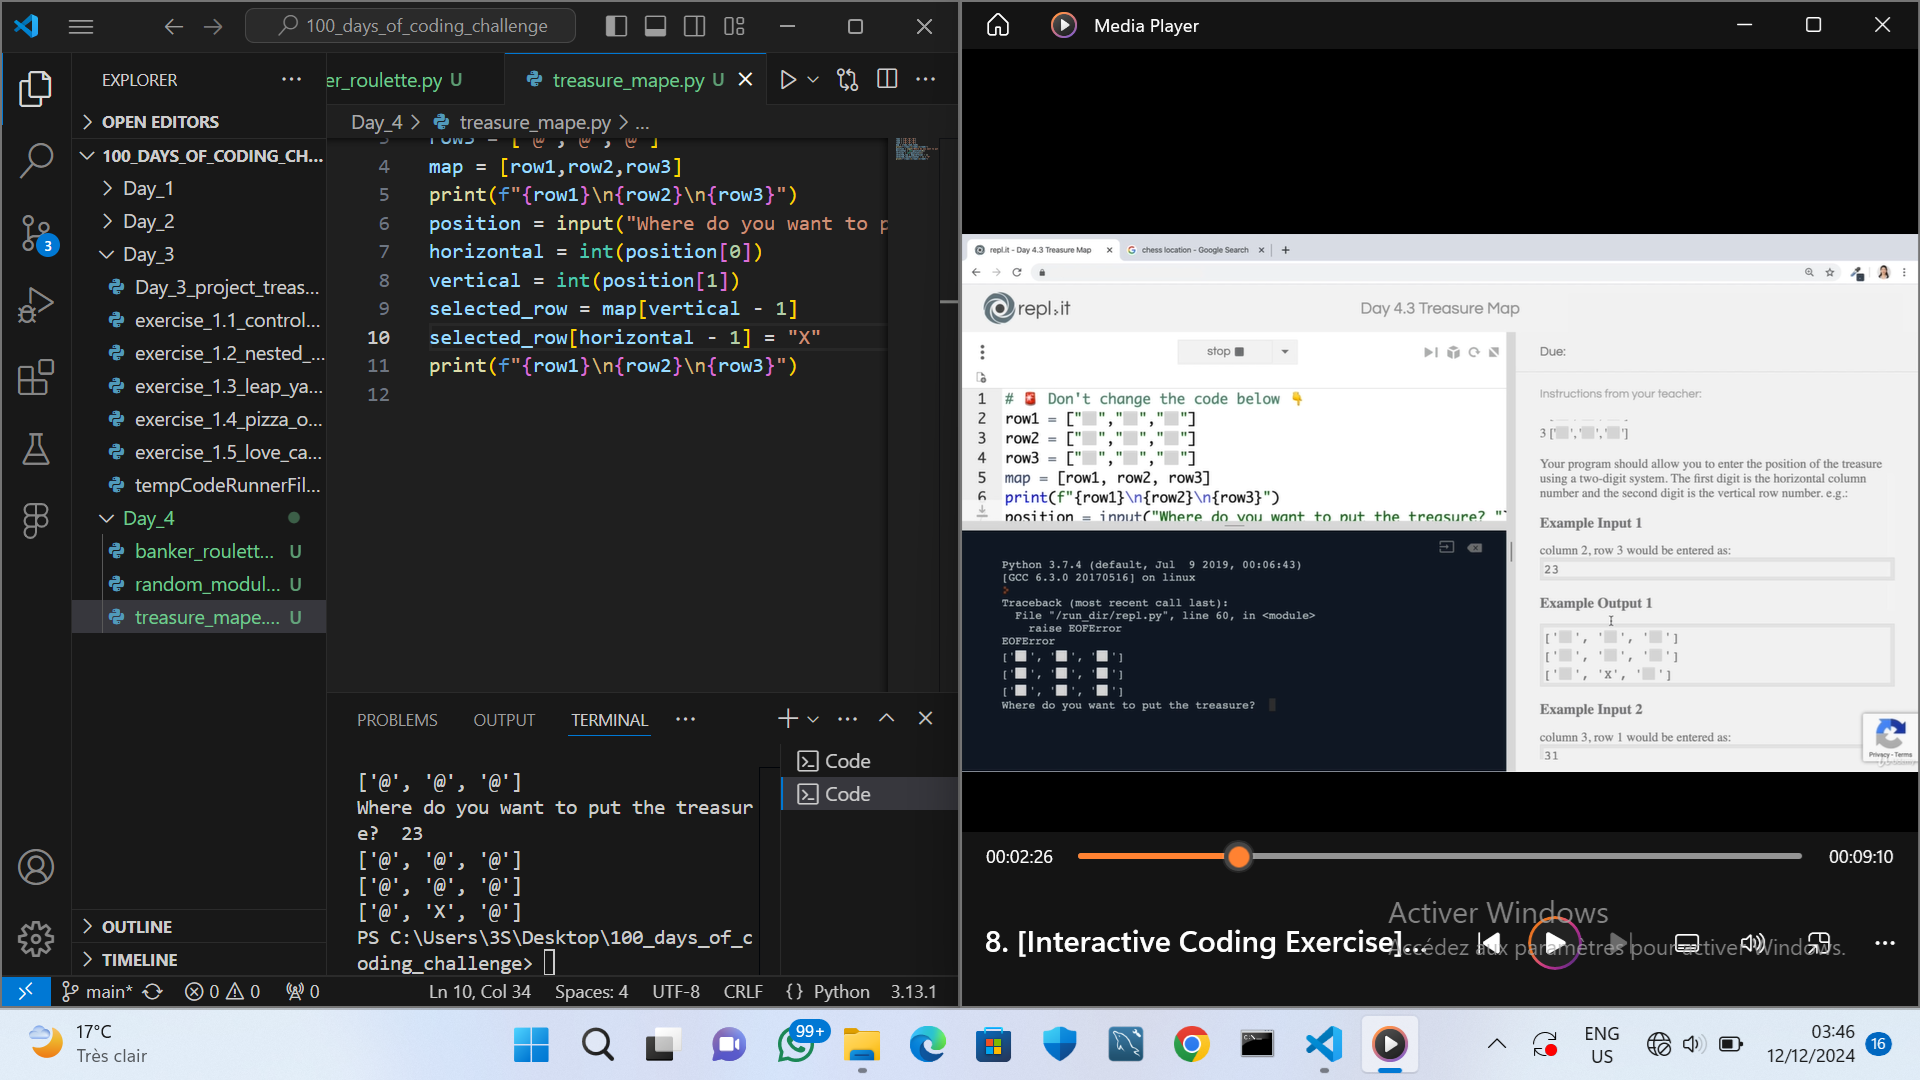 100_days_of_coding_challenge
EXPLORER
OPEN EDITORS
100_DAYS_OF_CODING_CH...
Day_1
Day_2
Day_3
Day_3_project_treas...
exercise_1.1_control...
exercise_1.2_nested_...
exercise_1.3_leap_ya...
exercise_1.4_pizza_o...
exercise_1.5_love_ca...
tempCodeRunnerFil...
Day_4
banker_roulett... U
random_modul... U
treasure_mape.... U
OUTLINE
TIMELINE
3
er_roulette.py U
treasure_mape.py U
Day_4 > treasure_mape.py > ...
3 row3 = ["@","@","@"]
4 map = [row1,row2,row3]
5 print(f"{row1}\n{row2}\n{row3}")
6 position = input("Where do you want to p
7 horizontal = int(position[0])
8 vertical = int(position[1])
9 selected_row = map[vertical - 1]
10 selected_row[horizontal - 1] = "X"
11 print(f"{row1}\n{row2}\n{row3}")
12
PROBLEMS OUTPUT TERMINAL
['@', '@', '@']
Where do you want to put the treasur
e?  23
['@', '@', '@']
['@', '@', '@']
['@', 'X', '@']
PS C:\Users\3S\Desktop\100_days_of_c
oding_challenge>
Code
Code
main* 0 0 0 Ln 10, Col 34 Spaces: 4 UTF-8 CRLF {} Python 3.13.1
Media Player
repl.it - Day 4.3 Treasure Map
chess location - Google Search
repl.it
Day 4.3 Treasure Map
stop
1 # 🚨 Don't change the code below 👇
2 row1 = ["⬜","⬜","⬜"]
3 row2 = ["⬜","⬜","⬜"]
4 row3 = ["⬜","⬜","⬜"]
5 map = [row1, row2, row3]
6 print(f"{row1}\n{row2}\n{row3}")
position = input("Where do you want to put the treasure? ")
Python 3.7.4 (default, Jul  9 2019, 00:06:43)
[GCC 6.3.0 20170516] on linux
Traceback (most recent call last):
File "/run_dir/repl.py", line 60, in <module>
raise EOFError
EOFError
['⬜', '⬜', '⬜']
['⬜', '⬜', '⬜']
['⬜', '⬜', '⬜']
Where do you want to put the treasure?
Due:
Instructions from your teacher:
3 ['⬜','⬜','⬜']
Your program should allow you to enter the position of the treasure
using a two-digit system. The first digit is the horizontal column
number and the second digit is the vertical row number. e.g.:
Example Input 1
column 2, row 3 would be entered as:
23
Example Output 1
['⬜', '⬜', '⬜']
['⬜', '⬜', '⬜']
['⬜', 'X', '⬜']
Example Input 2
column 3, row 1 would be entered as:
31
Privacy - Terms
00:02:26
00:09:10
8. [Interactive Coding Exercise]...
Activer Windows
Accédez aux paramètres pour activer Windows.
17°C
Très clair
99+
ENG
US
03:46
12/12/2024
16